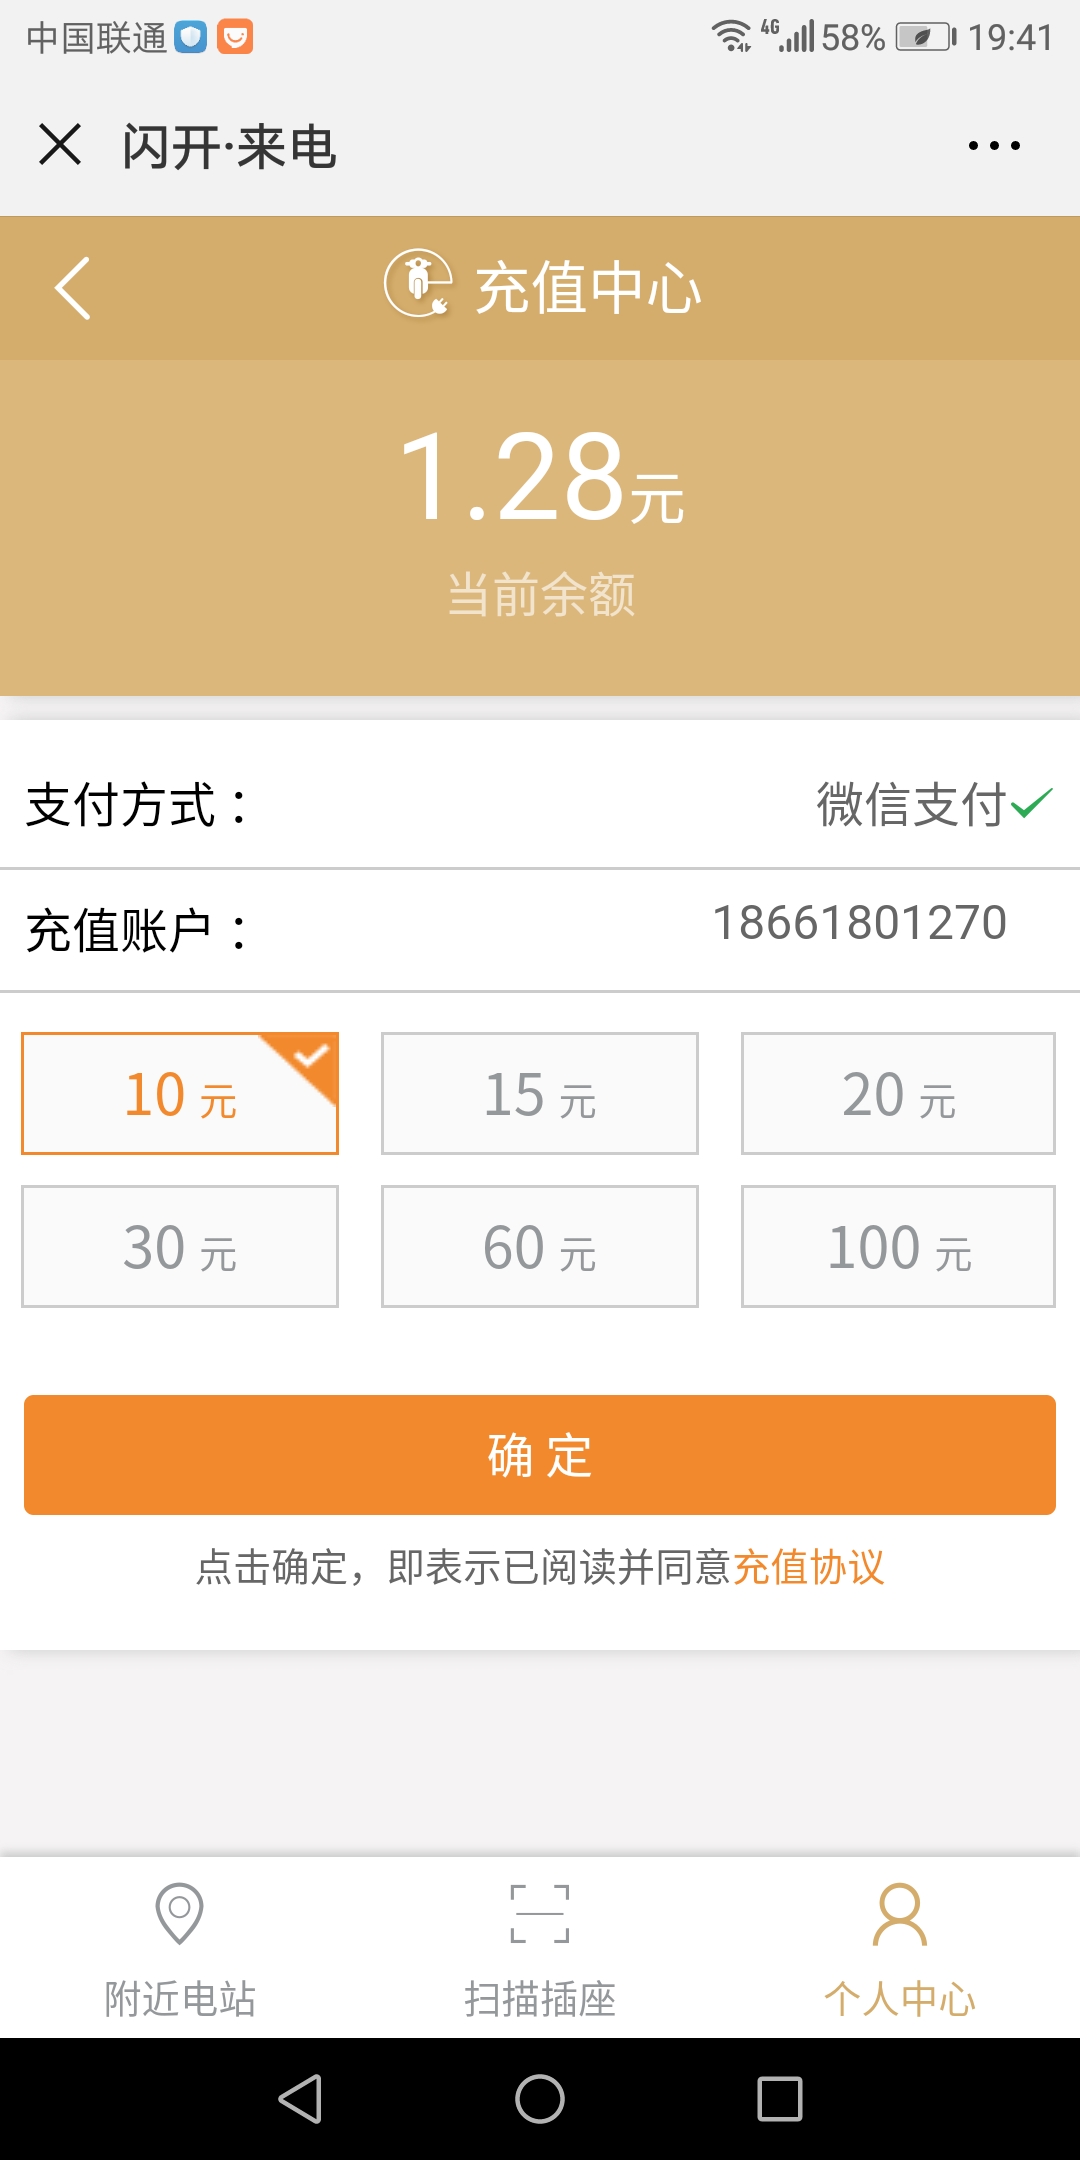 中国联通 4G 58% 19:41
闪开·来电
充值中心
1.28元
当前余额
支付方式： 微信支付
充值账户： 18661801270
10 元 15 元 20 元
30 元 60 元 100 元
确 定
点击确定，即表示已阅读并同意充值协议
附近电站 扫描插座 个人中心